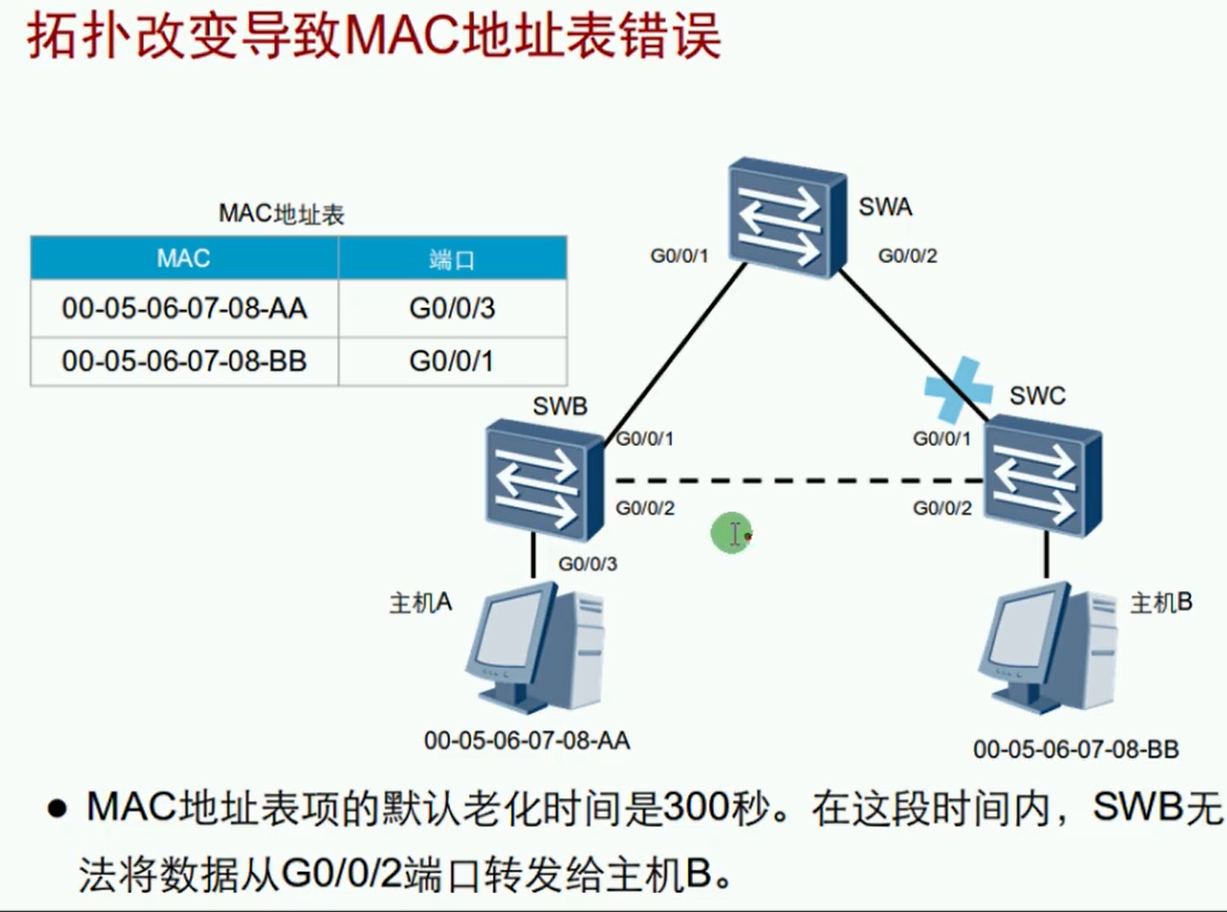 拓扑改变导致MAC地址表错误
MAC地址表
MAC 端口
00-05-06-07-08-AA G0/0/3
00-05-06-07-08-BB G0/0/1
SWA
G0/0/1 G0/0/2
SWB SWC
G0/0/1 G0/0/1
G0/0/2 G0/0/2
G0/0/3
主机A 主机B
00-05-06-07-08-AA 00-05-06-07-08-BB
● MAC地址表项的默认老化时间是300秒。在这段时间内，SWB无
法将数据从G0/0/2端口转发给主机B。